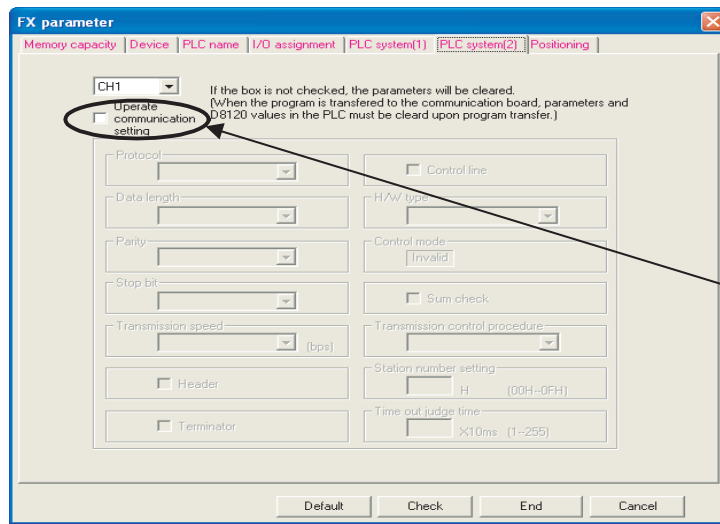 FX parameter
Memory capacity Device PLC name I/O assignment PLC system(1) PLC system(2) Positioning
CH1
If the box is not checked, the parameters will be cleared.
(When the program is transfered to the communication board, parameters and
D8120 values in the PLC must be cleard upon program transfer.)
Operate
communication
setting
Protocol
Control line
Data length
H/W type
Parity
Control mode
Invalid
Stop bit
Sum check
Transmission speed
(bps)
Transmission control procedure
Header
Station number setting
H (00H--0FH)
Terminator
Time out judge time
X10ms (1--255)
Default Check End Cancel